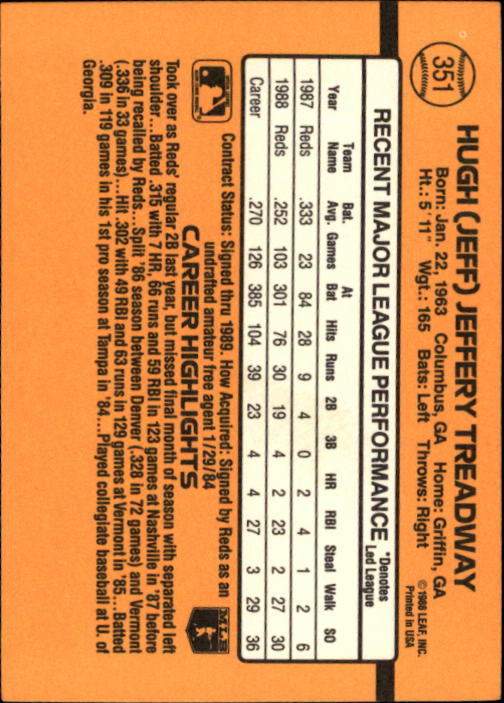 351
HUGH (JEFF) JEFFERY TREADWAY
Born: Jan. 22, 1963 Columbus, GA Home: Griffin, GA
Ht.: 5' 11" Wgt.: 165 Bats: Left Throws: Right
©1988 LEAF, INC.
Printed in USA
RECENT MAJOR LEAGUE PERFORMANCE *Denotes Led League
Year Team Name Bat. Avg. Games At Bat Hits Runs 2B 3B HR RBI Steal Walk SO
1987 Reds .333 23 84 28 9 4 0 2 4 1 2 6
1988 Reds .252 103 301 76 30 19 4 2 23 2 27 30
Career .270 126 385 104 39 23 4 4 27 3 29 36
Contract Status: Signed thru 1989. How Acquired: Signed by Reds as an
undrafted amateur free agent 1/29/84
MLB
CAREER HIGHLIGHTS
Took over as Reds' regular 2B last year, but missed final month of season with separated left
shoulder...Batted .315 with 7 HR, 66 runs and 59 RBI in 123 games at Nashville in '87 before
being recalled by Reds...Split '86 season between Denver (.328 in 72 games) and Vermont
(.336 in 33 games)...Hit .302 with 49 RBI and 63 runs in 129 games at Vermont in '85...Batted
.309 in 119 games in his 1st pro season at Tampa in '84...Played collegiate baseball at U. of
Georgia.